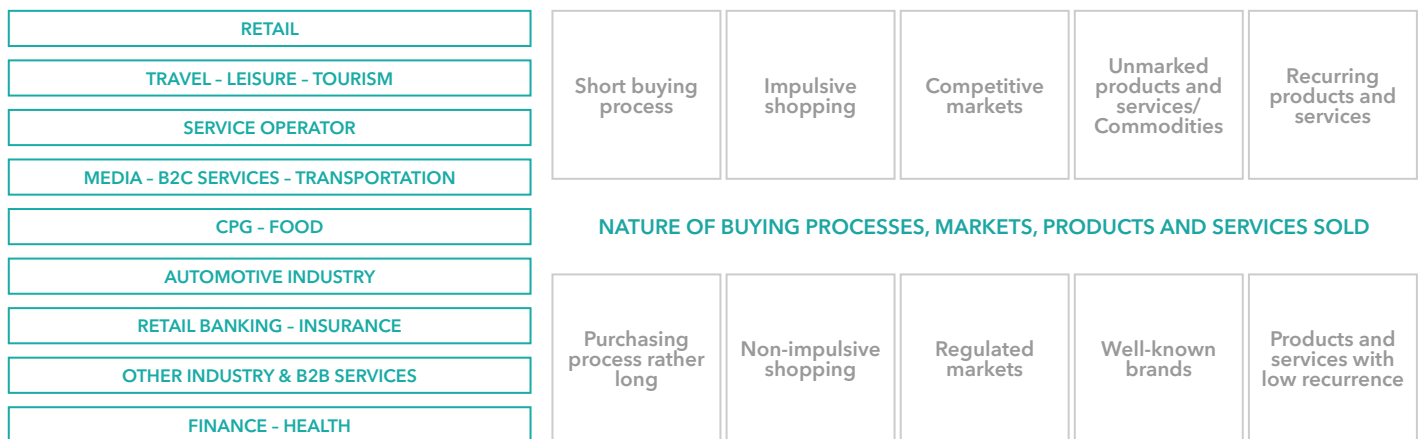 RETAIL
TRAVEL – LEISURE – TOURISM
SERVICE OPERATOR
MEDIA – B2C SERVICES – TRANSPORTATION
CPG – FOOD
AUTOMOTIVE INDUSTRY
RETAIL BANKING – INSURANCE
OTHER INDUSTRY & B2B SERVICES
FINANCE – HEALTH
Short buying
process
Impulsive
shopping
Competitive
markets
Unmarked
products and
services/
Commodities
Recurring
products and
services
NATURE OF BUYING PROCESSES, MARKETS, PRODUCTS AND SERVICES SOLD
Purchasing
process rather
long
Non-impulsive
shopping
Regulated
markets
Well-known
brands
Products and
services with
low recurrence